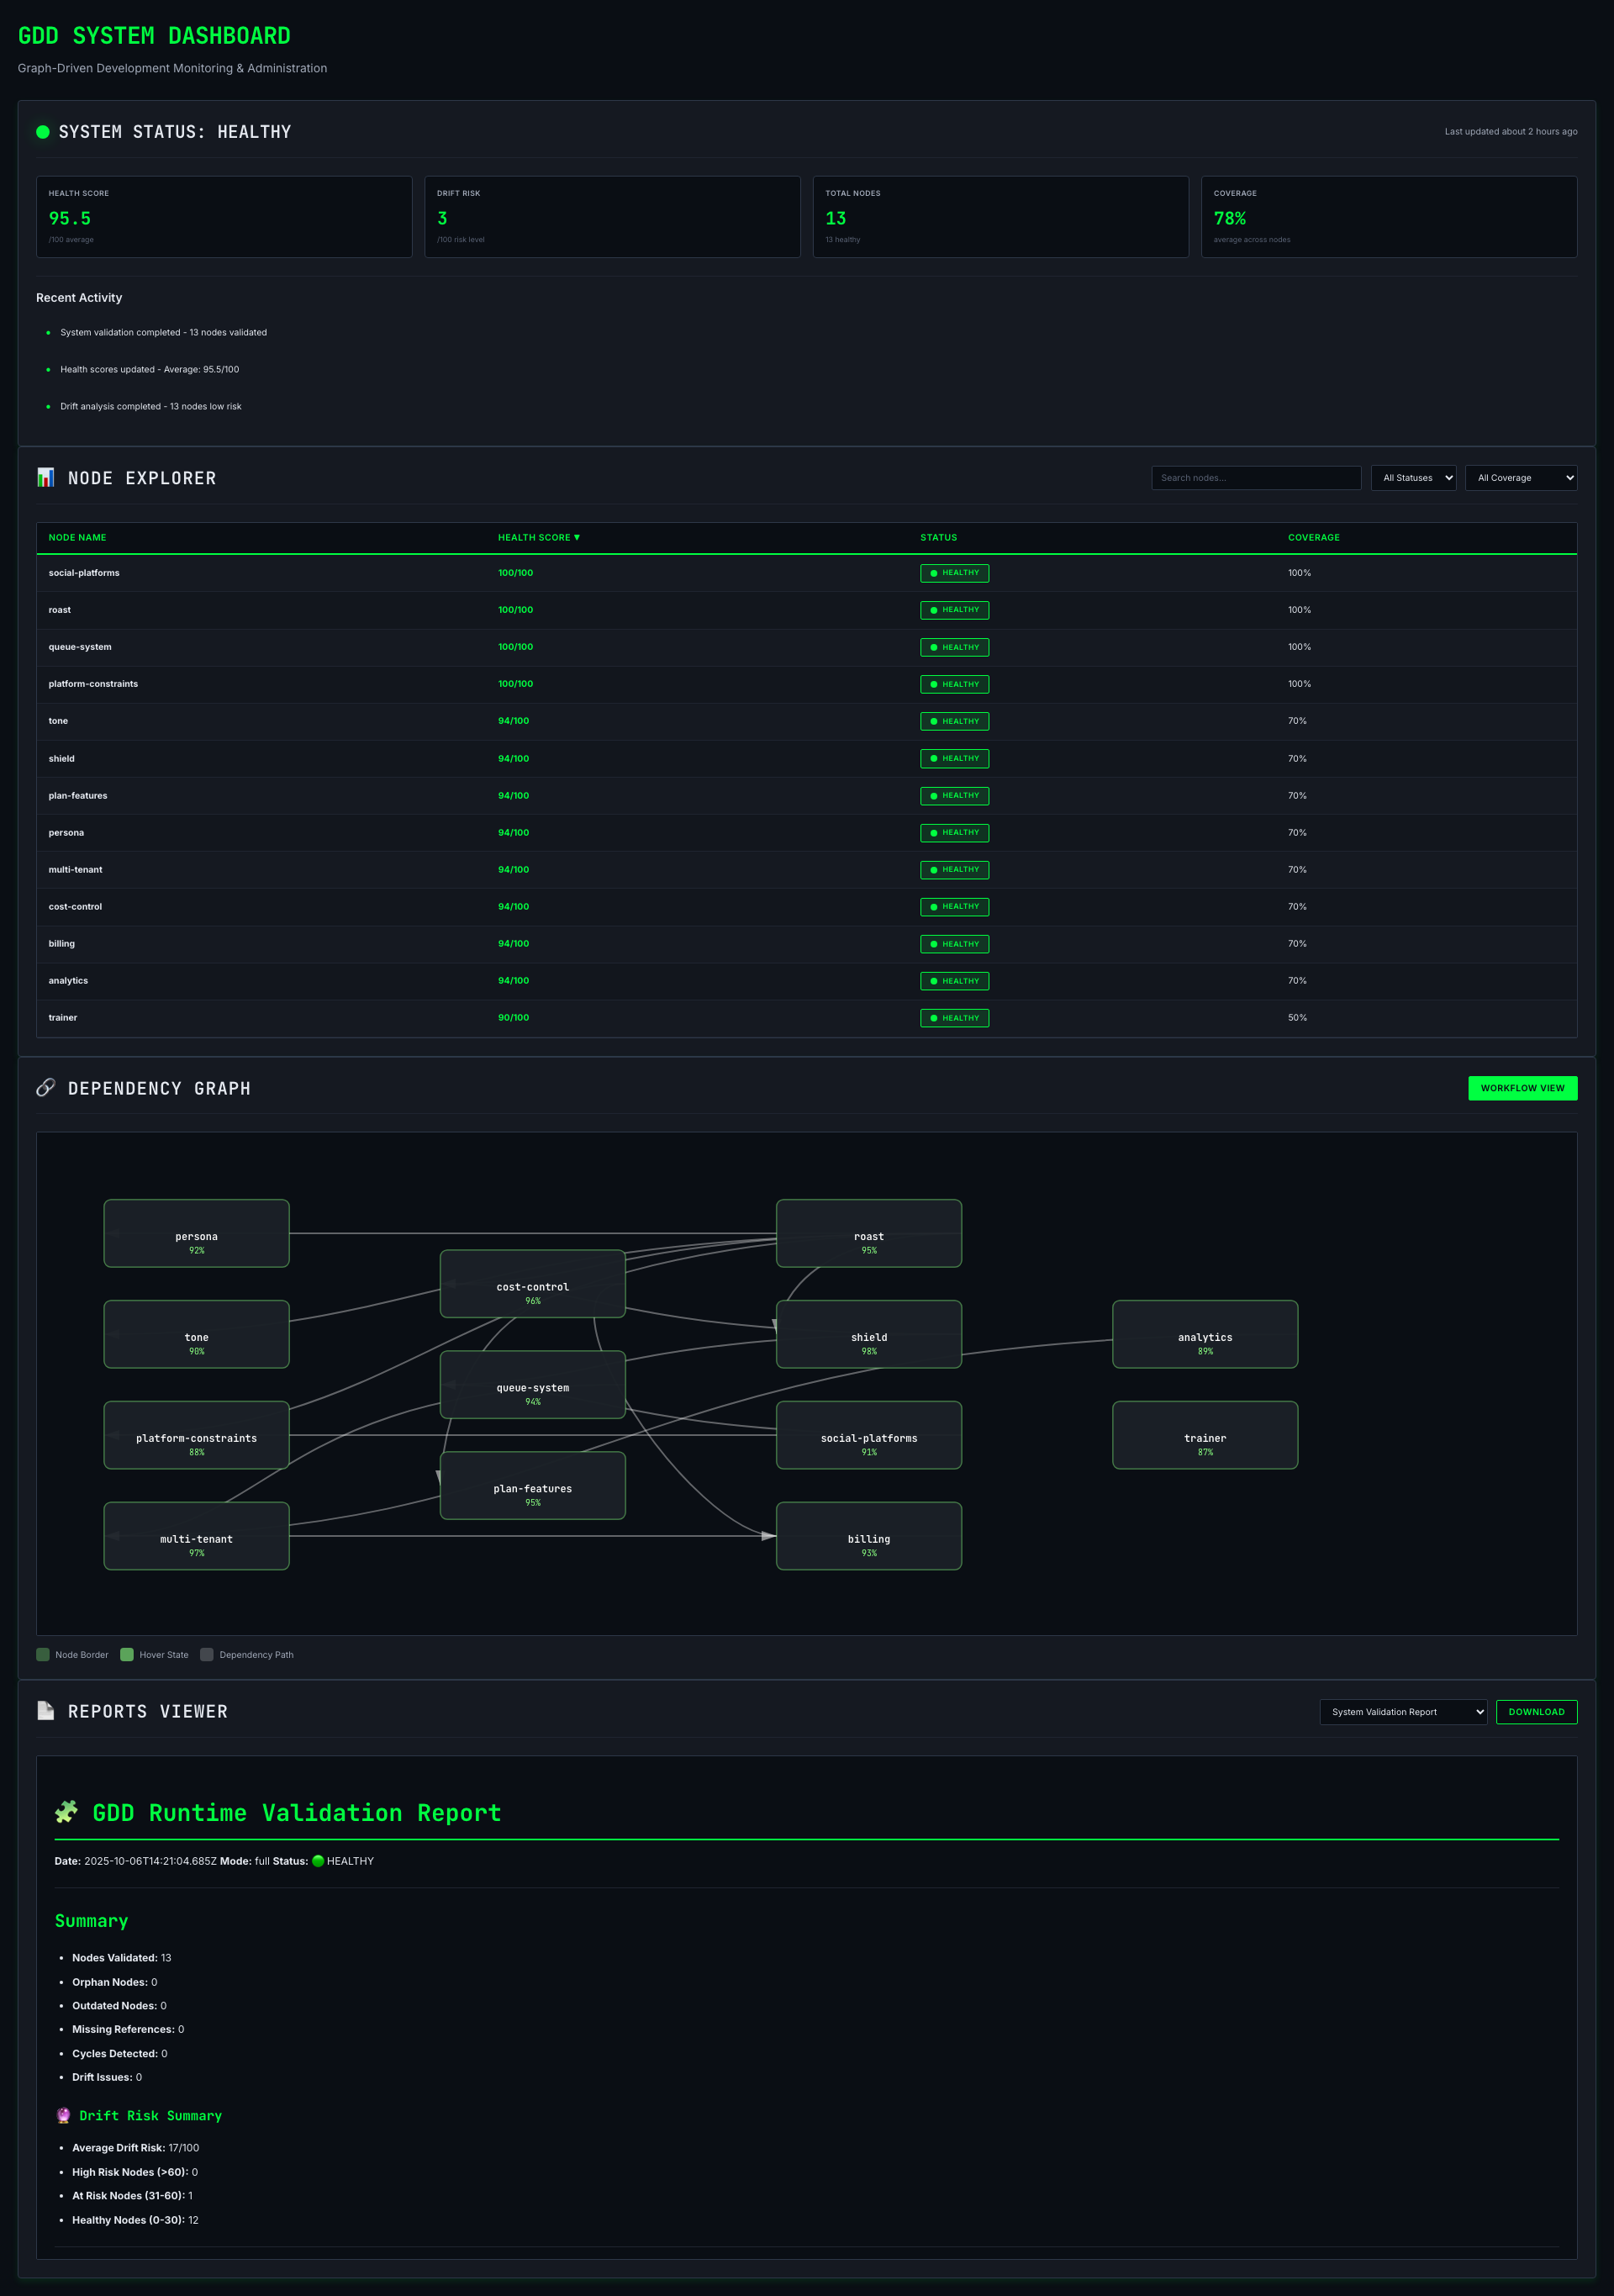 GDD SYSTEM DASHBOARD
Graph-Driven Development Monitoring & Administration
SYSTEM STATUS: HEALTHY
Last updated about 2 hours ago
HEALTH SCORE
95.5
/100 average
DRIFT RISK
3
/100 risk level
TOTAL NODES
13
13 healthy
COVERAGE
78%
average across nodes
Recent Activity
System validation completed - 13 nodes validated
Health scores updated - Average: 95.5/100
Drift analysis completed - 13 nodes low risk
📊 NODE EXPLORER
Search nodes...
All Statuses
All Coverage
NODE NAME HEALTH SCORE ▼ STATUS COVERAGE
social-platforms 100/100 HEALTHY 100%
roast 100/100 HEALTHY 100%
queue-system 100/100 HEALTHY 100%
platform-constraints 100/100 HEALTHY 100%
tone 94/100 HEALTHY 70%
shield 94/100 HEALTHY 70%
plan-features 94/100 HEALTHY 70%
persona 94/100 HEALTHY 70%
multi-tenant 94/100 HEALTHY 70%
cost-control 94/100 HEALTHY 70%
billing 94/100 HEALTHY 70%
analytics 94/100 HEALTHY 70%
trainer 90/100 HEALTHY 50%
🔗 DEPENDENCY GRAPH
WORKFLOW VIEW
persona
92%
tone
90%
platform-constraints
88%
multi-tenant
97%
cost-control
96%
queue-system
94%
plan-features
95%
roast
95%
shield
98%
social-platforms
91%
billing
93%
analytics
89%
trainer
87%
Node Border
Hover State
Dependency Path
📄 REPORTS VIEWER
System Validation Report
DOWNLOAD
🧩 GDD Runtime Validation Report
Date: 2025-10-06T14:21:04.685Z Mode: full Status: 🟢 HEALTHY
Summary
• Nodes Validated: 13
• Orphan Nodes: 0
• Outdated Nodes: 0
• Missing References: 0
• Cycles Detected: 0
• Drift Issues: 0
🔮 Drift Risk Summary
• Average Drift Risk: 17/100
• High Risk Nodes (>60): 0
• At Risk Nodes (31-60): 1
• Healthy Nodes (0-30): 12